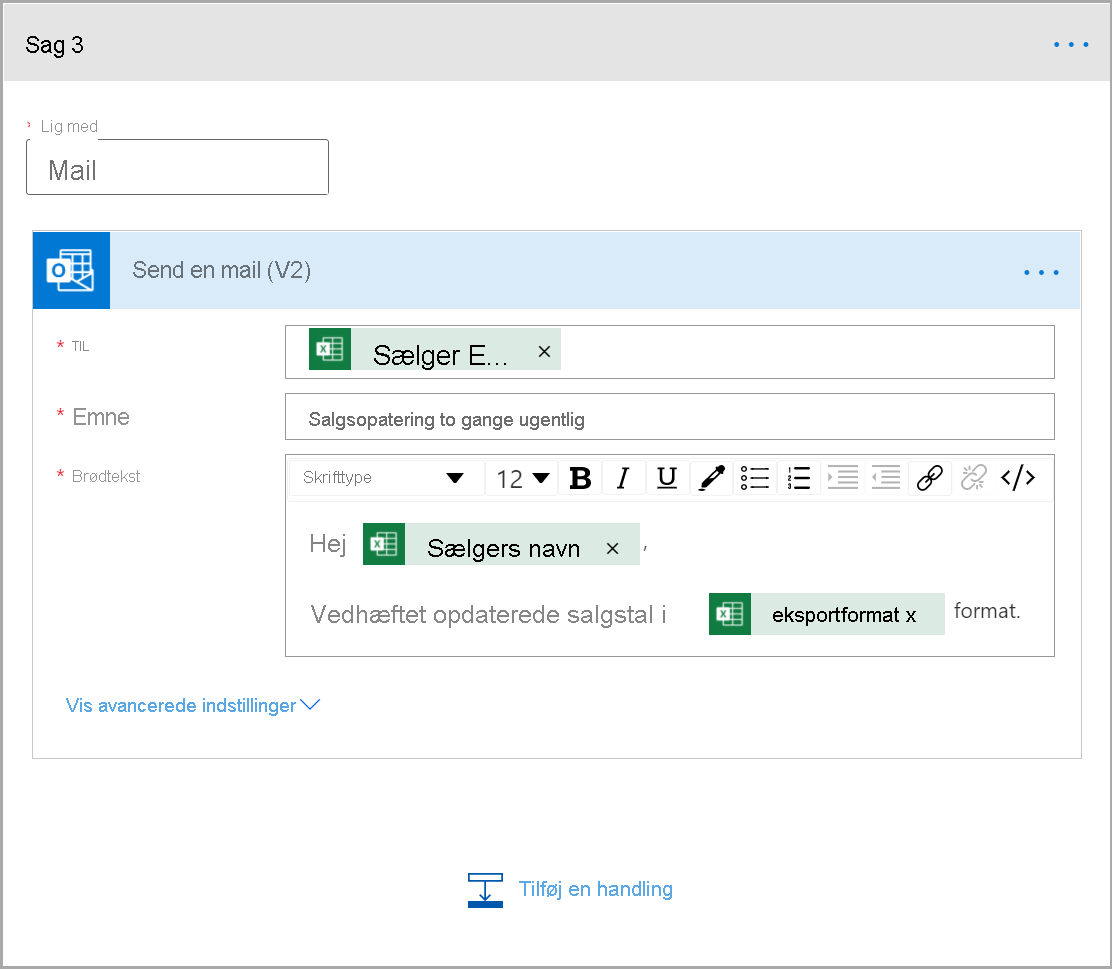 Sag 3
* Lig med
Mail
Send en mail (V2)
* TIL Sælger E... ×
* Emne Salgsopatering to gange ugentlig
* Brødtekst Skrifttype 12 B I U </>
Hej Sælgers navn × ,
Vedhæftet opdaterede salgstal i eksportformat x format.
Vis avancerede indstillinger
Tilføj en handling